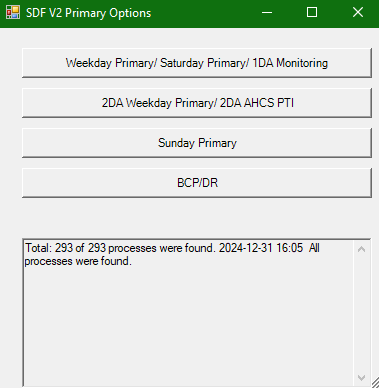 SDF V2 Primary Options
Weekday Primary/ Saturday Primary/ 1DA Monitoring
2DA Weekday Primary/ 2DA AHCS PTI
Sunday Primary
BCP/DR
Total: 293 of 293 processes were found. 2024-12-31 16:05  All
processes were found.